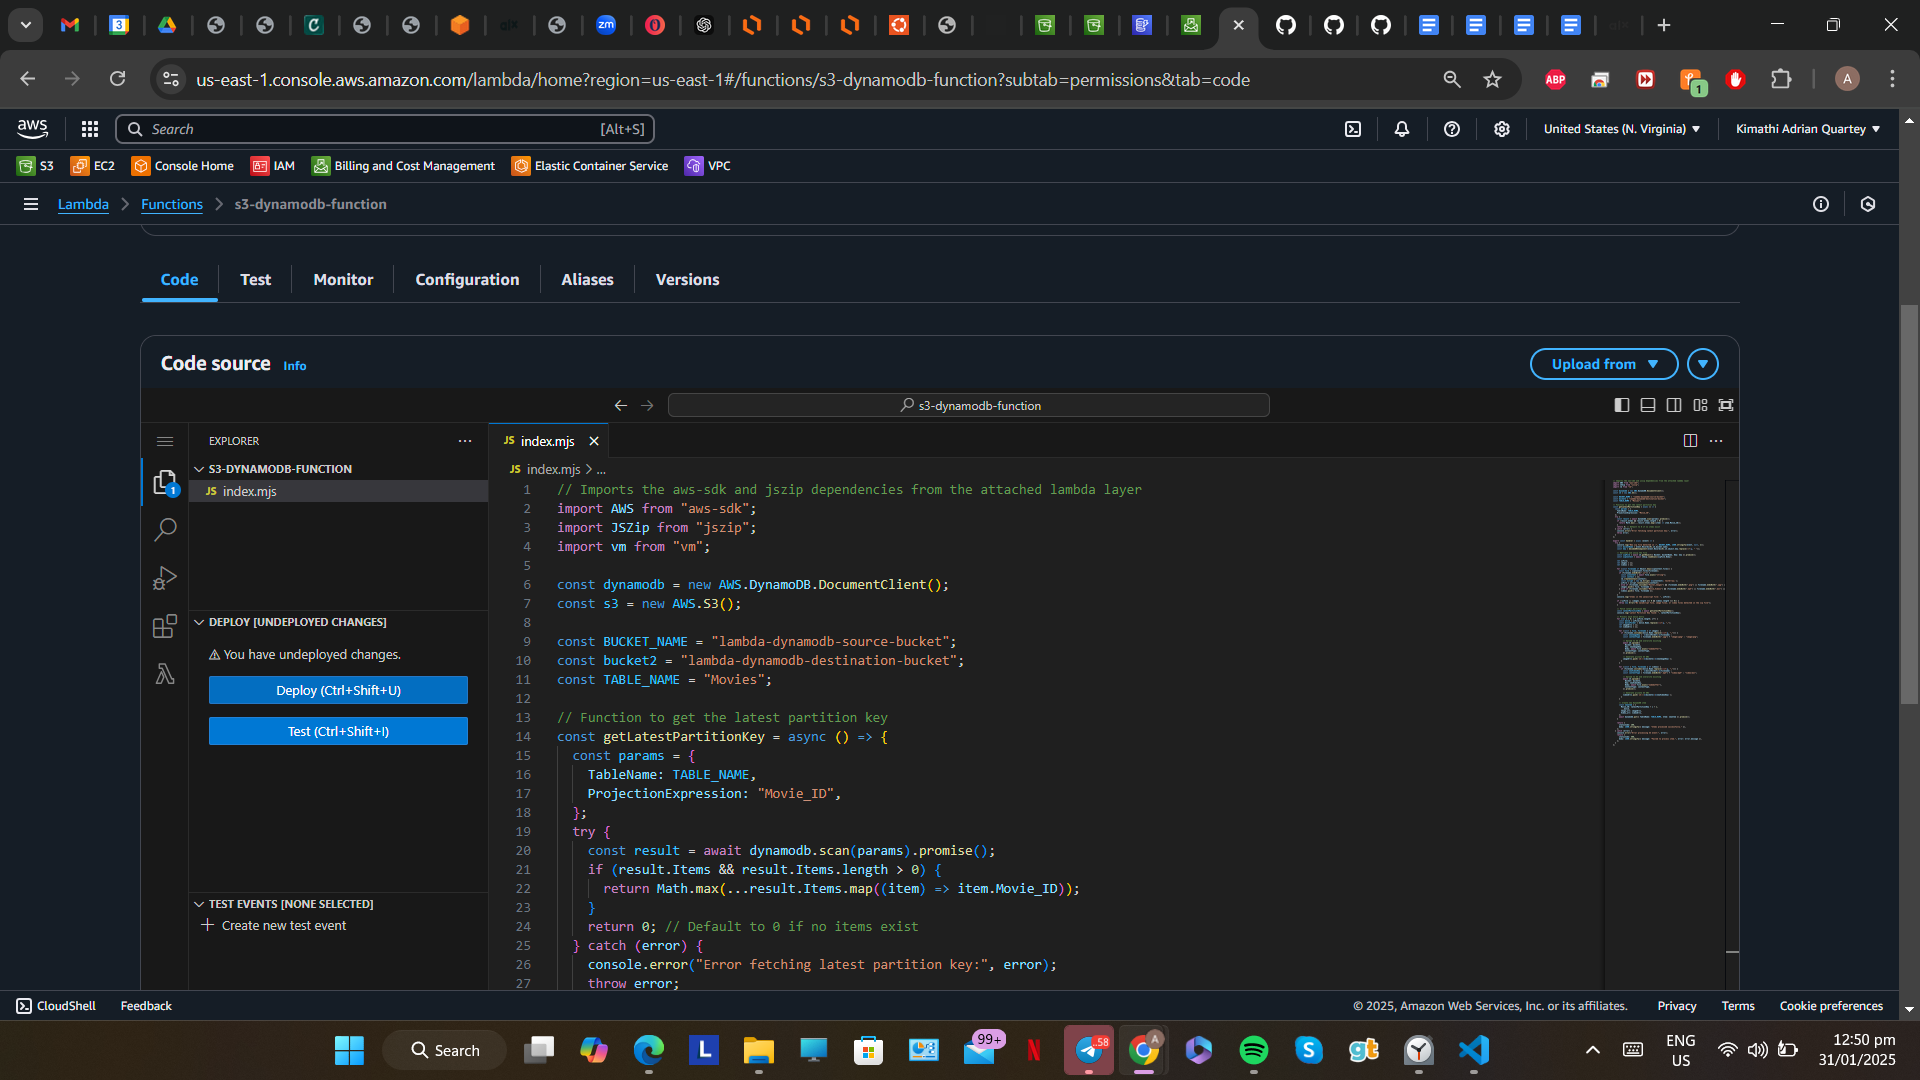 us-east-1.console.aws.amazon.com/lambda/home?region=us-east-1#/functions/s3-dynamodb-function?subtab=permissions&tab=code
aws
Search
[Alt+S]
United States (N. Virginia)
Kimathi Adrian Quartey
S3
EC2
Console Home
IAM
Billing and Cost Management
Elastic Container Service
VPC
Lambda
Functions
s3-dynamodb-function
Code
Test
Monitor
Configuration
Aliases
Versions
Code source
Info
Upload from
s3-dynamodb-function
EXPLORER
S3-DYNAMODB-FUNCTION
JS index.mjs
DEPLOY [UNDEPLOYED CHANGES]
You have undeployed changes.
Deploy (Ctrl+Shift+U)
Test (Ctrl+Shift+I)
TEST EVENTS [NONE SELECTED]
Create new test event
JS index.mjs
JS index.mjs > ...
1 // Imports the aws-sdk and jszip dependencies from the attached lambda layer
2 import AWS from "aws-sdk";
3 import JSZip from "jszip";
4 import vm from "vm";
5
6 const dynamodb = new AWS.DynamoDB.DocumentClient();
7 const s3 = new AWS.S3();
8
9 const BUCKET_NAME = "lambda-dynamodb-source-bucket";
10 const bucket2 = "lambda-dynamodb-destination-bucket";
11 const TABLE_NAME = "Movies";
12
13 // Function to get the latest partition key
14 const getLatestPartitionKey = async () => {
15 const params = {
16 TableName: TABLE_NAME,
17 ProjectionExpression: "Movie_ID",
18 };
19 try {
20 const result = await dynamodb.scan(params).promise();
21 if (result.Items && result.Items.length > 0) {
22 return Math.max(...result.Items.map((item) => item.Movie_ID));
23 }
24 return 0; // Default to 0 if no items exist
25 } catch (error) {
26 console.error("Error fetching latest partition key:", error);
27 throw error;
CloudShell
Feedback
© 2025, Amazon Web Services, Inc. or its affiliates.
Privacy
Terms
Cookie preferences
Search
99+
ENG
US
12:50 pm
31/01/2025